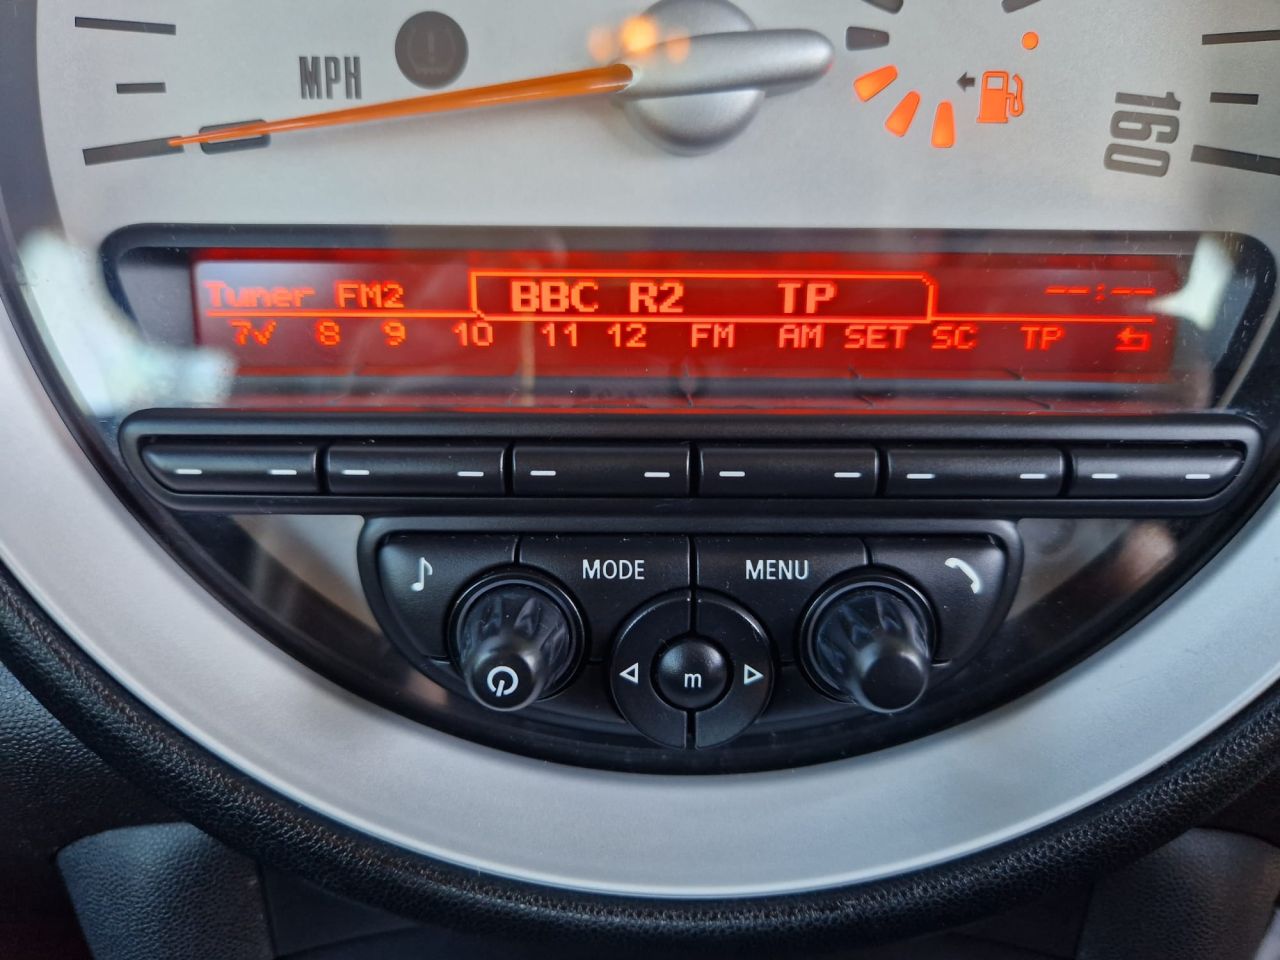 MPH
160
Tuner FM2 BBC R2 TP --:--
7✓ 8 9 10 11 12 FM AM SET SC TP
MODE MENU
m